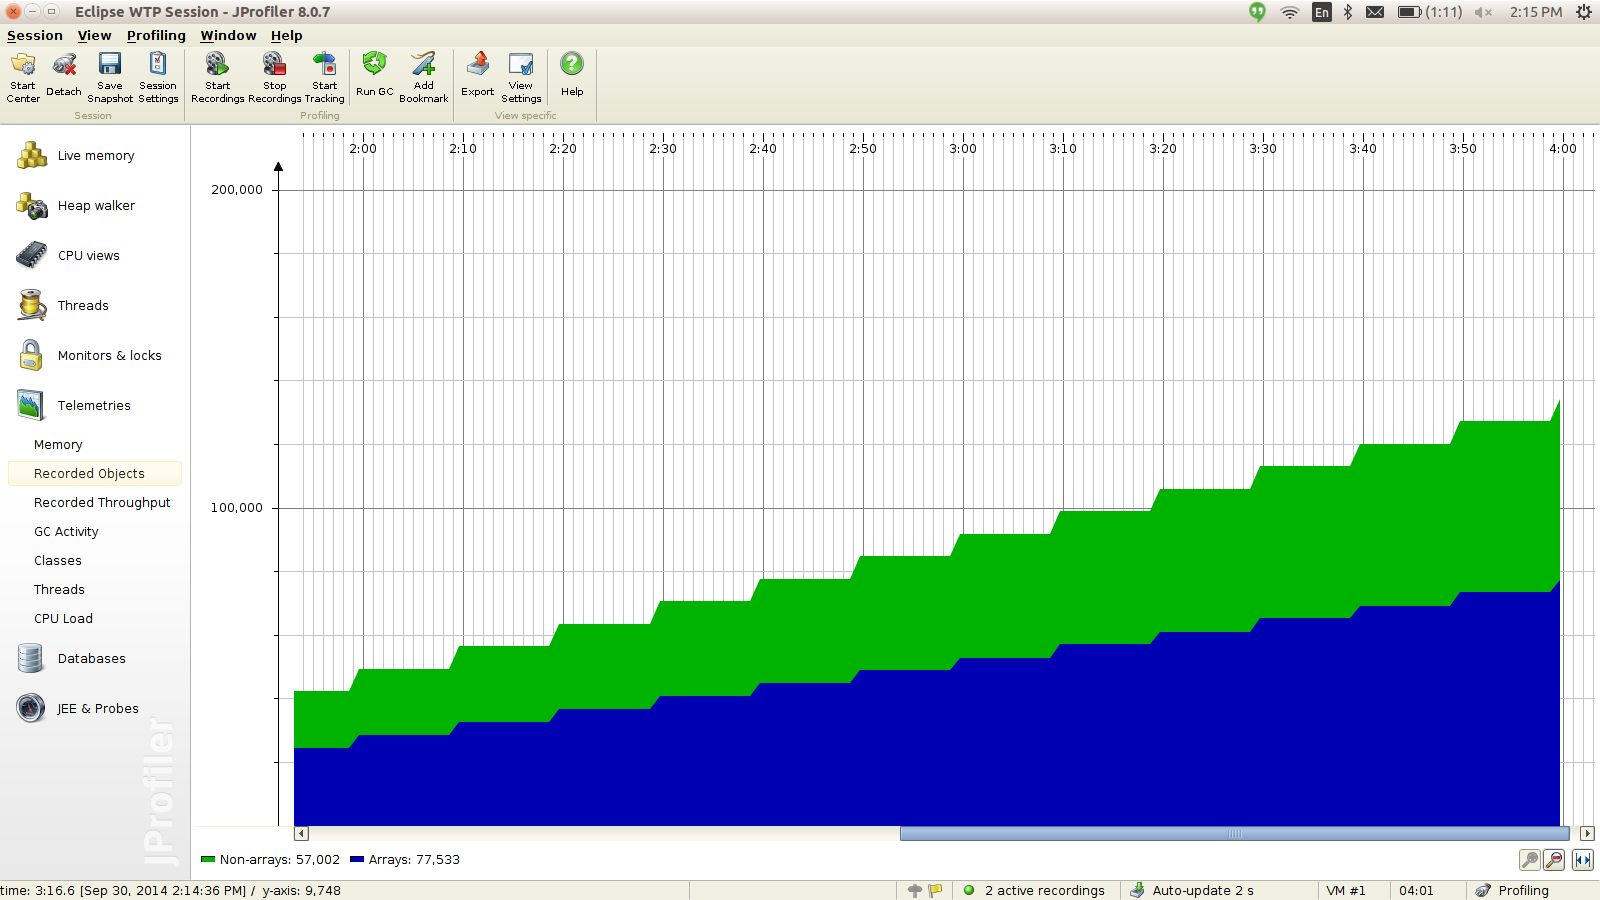 Eclipse WTP Session - JProfiler 8.0.7
En
(1:11)
2:15 PM
Session View Profiling Window Help
Start Center
Detach
Save Snapshot
Session Settings
Start Recordings
Stop Recordings
Start Tracking
Run GC
Add Bookmark
Export
View Settings
Help
Session
Profiling
View specific
Live memory
Heap walker
CPU views
Threads
Monitors & locks
Telemetries
Memory
Recorded Objects
Recorded Throughput
GC Activity
Classes
Threads
CPU Load
Databases
JEE & Probes
JProfiler
2:00 2:10 2:20 2:30 2:40 2:50 3:00 3:10 3:20 3:30 3:40 3:50 4:00
200,000
100,000
Non-arrays: 57,002 Arrays: 77,533
time: 3:16.6 [Sep 30, 2014 2:14:36 PM] / y-axis: 9,748
2 active recordings
Auto-update 2 s
VM #1
04:01
Profiling